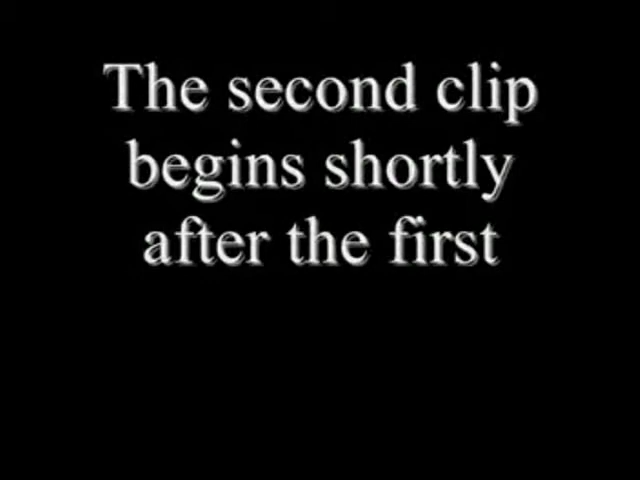 The second clip
begins shortly
after the first